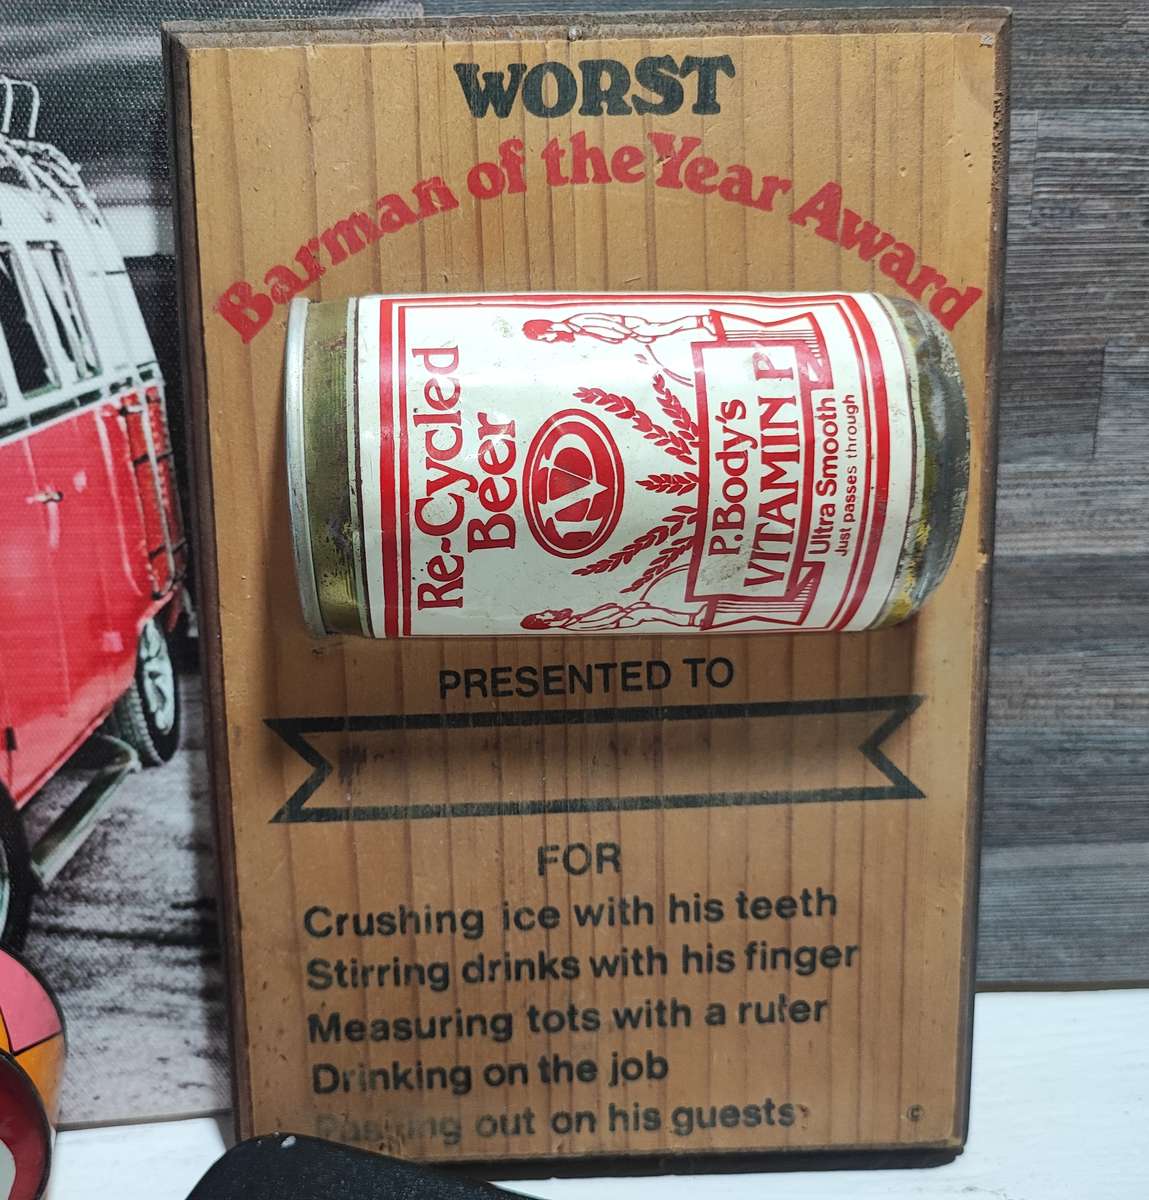 WORST
Barman of the Year Award
Re-Cycled
Beer
P.Body's
VITAMIN P
Ultra Smooth
Just passes through
PRESENTED TO
FOR
Crushing ice with his teeth
Stirring drinks with his finger
Measuring tots with a ruler
Drinking on the job
Passing out on his guests
©